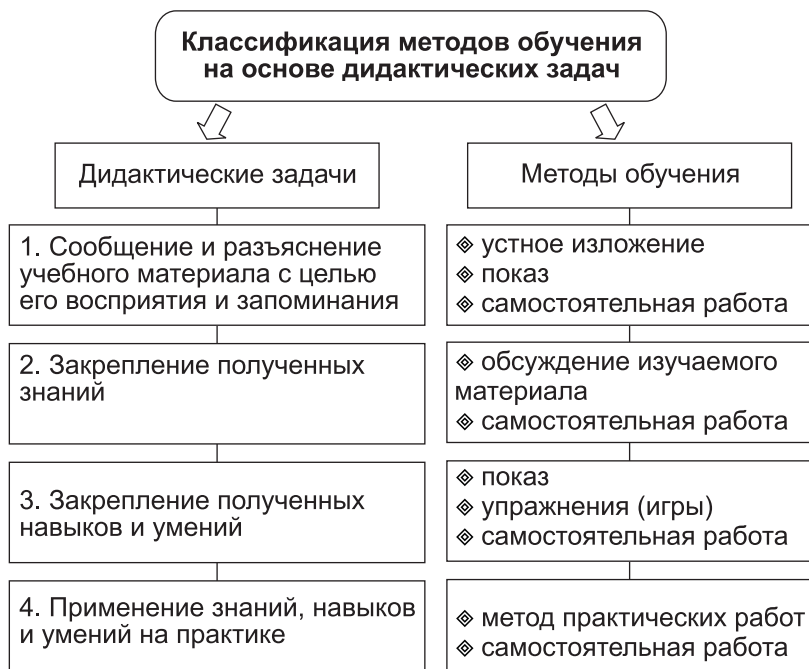 Классификация методов обучения
на основе дидактических задач
Дидактические задачи
1. Сообщение и разъяснение
учебного материала с целью
его восприятия и запоминания
2. Закрепление полученных
знаний
3. Закрепление полученных
навыков и умений
4. Применение знаний, навыков
и умений на практике
Методы обучения
устное изложение
показ
самостоятельная работа
обсуждение изучаемого
материала
самостоятельная работа
показ
упражнения (игры)
самостоятельная работа
метод практических работ
самостоятельная работа